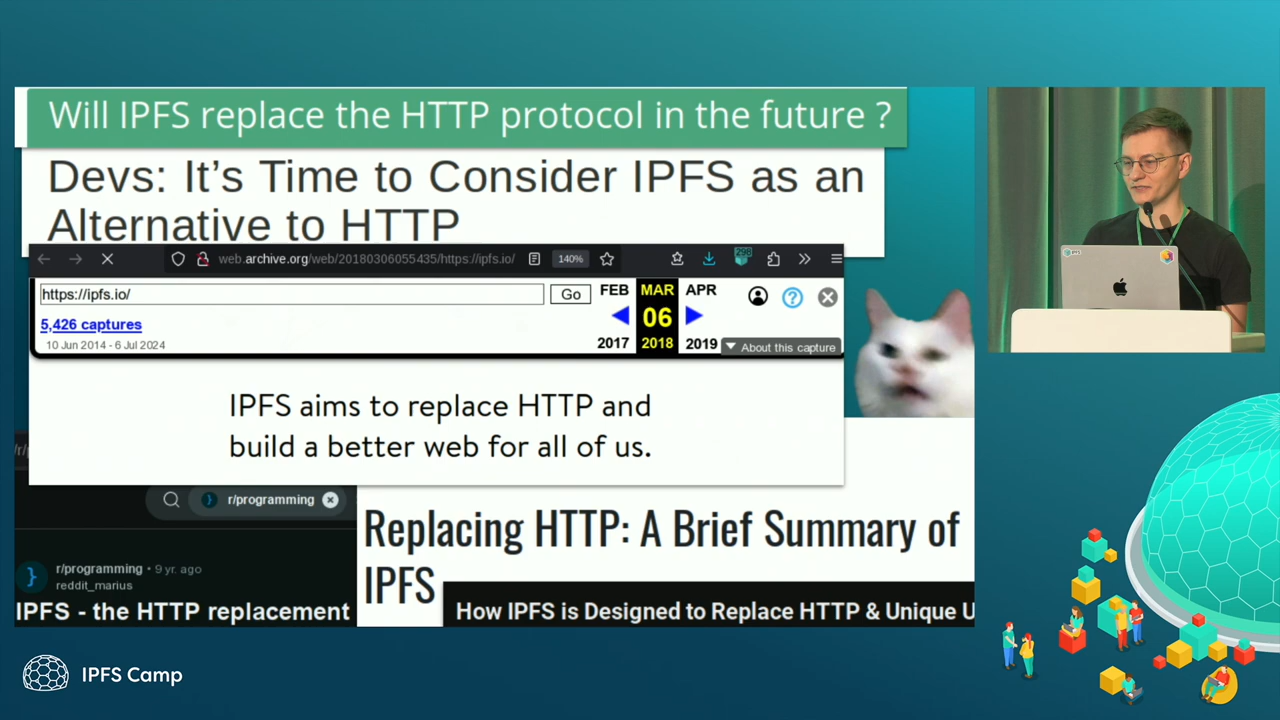 Will IPFS replace the HTTP protocol in the future ?
Devs: It's Time to Consider IPFS as an
Alternative to HTTP
web.archive.org/web/20180306055435/https://ipfs.io/
140%
https://ipfs.io/
Go
FEB
MAR
APR
5,426 captures
06
10 Jun 2014 - 6 Jul 2024
2017
2018
2019
About this capture
IPFS aims to replace HTTP and
build a better web for all of us.
r/programming
Replacing HTTP: A Brief Summary of
IPFS
r/programming • 9 yr. ago
reddit_marius
IPFS - the HTTP replacement
How IPFS is Designed to Replace HTTP & Unique U
IPFS Camp